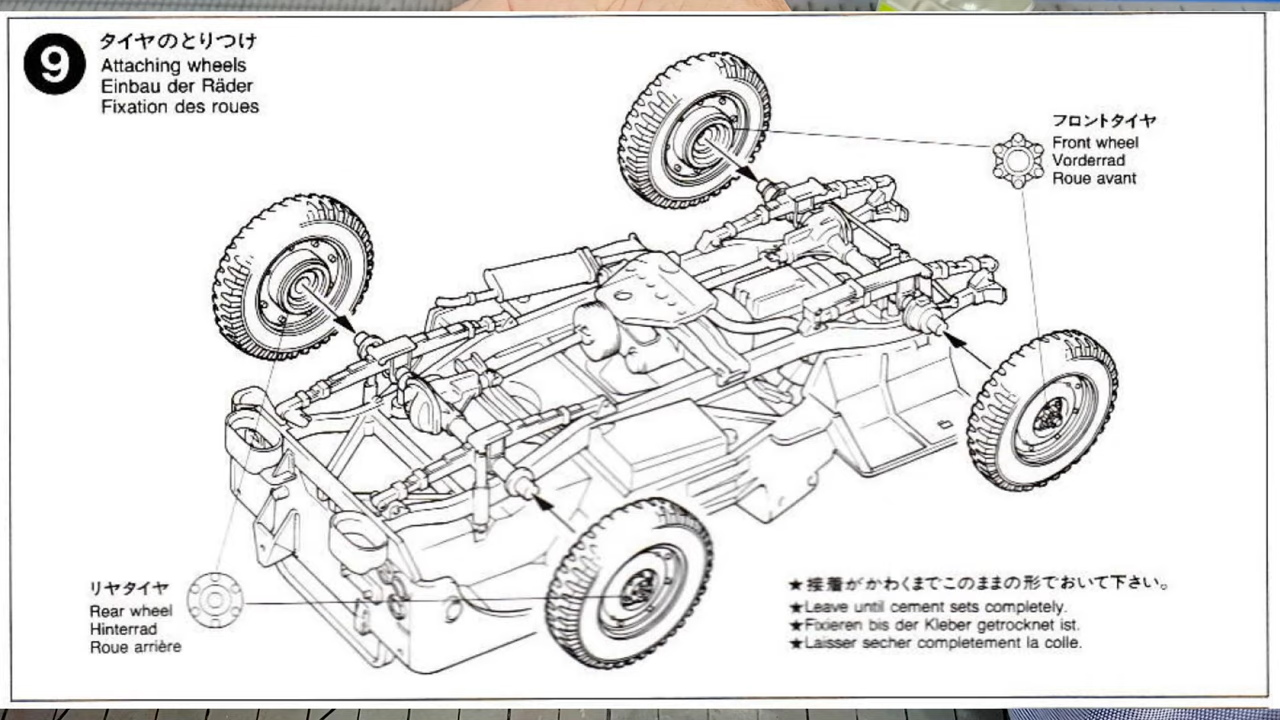 9
タイヤのとりつけ
Attaching wheels
Einbau der Räder
Fixation des roues
フロントタイヤ
Front wheel
Vorderrad
Roue avant
リヤタイヤ
Rear wheel
Hinterrad
Roue arrière
★接着がかわくまでこのままの形でおいて下さい。
★Leave until cement sets completely.
★Fixieren bis der Kleber getrocknet ist.
★Laisser secher completement la colle.